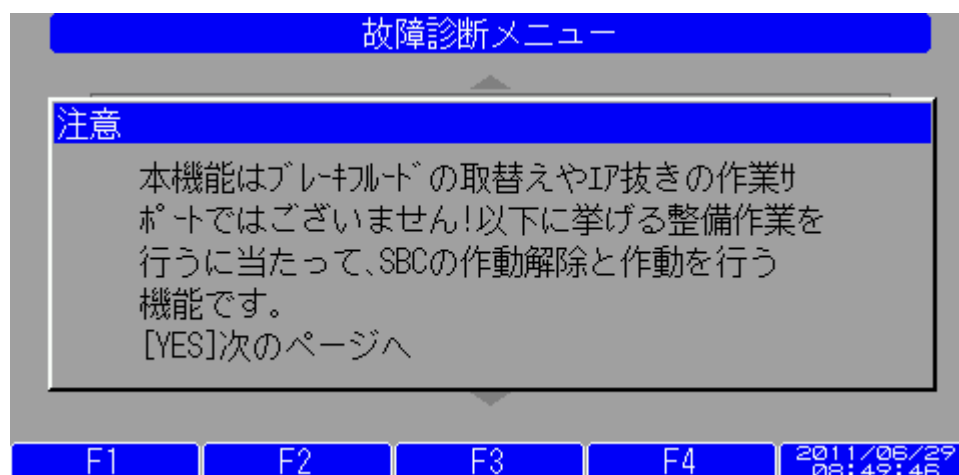 故障診断メニュー
注意
本機能はブレーキフルードの取替えやエア抜きの作業サ
ポートではございません!以下に挙げる整備作業を
行うに当たって、SBCの作動解除と作動を行う
機能です。
[YES]次のページへ
F1 F2 F3 F4 2011/06/29
08:49:46